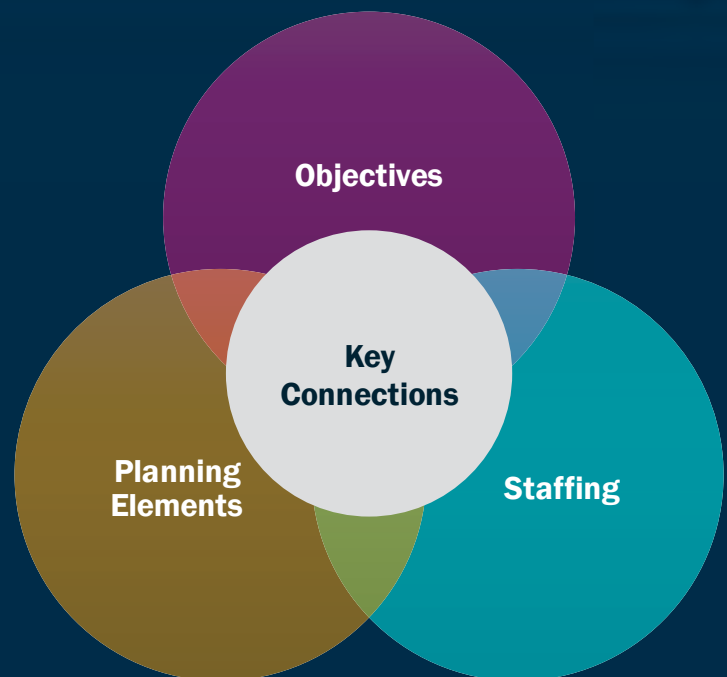 Objectives
Key
Connections
Planning
Elements
Staffing